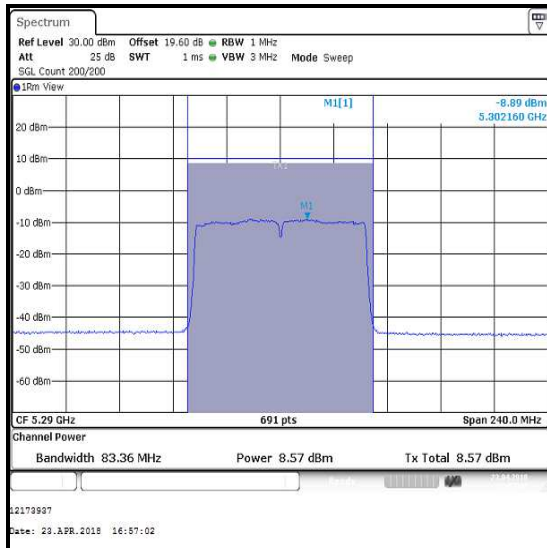 Spectrum
Ref Level 30.00 dBm Offset 19.60 dB RBW 1 MHz
Att 25 dB SWT 1 ms VBW 3 MHz Mode Sweep
SGL Count 200/200
1Rm View
M1[1] -8.89 dBm
5.302160 GHz
20 dBm
10 dBm
0 dBm
M1
-10 dBm
-20 dBm
-30 dBm
-40 dBm
-50 dBm
-60 dBm
CF 5.29 GHz 691 pts Span 240.0 MHz
Channel Power
Bandwidth 83.36 MHz Power 8.57 dBm Tx Total 8.57 dBm
Ready 23.04.2018
12173937
Date: 23.APR.2018 16:57:02